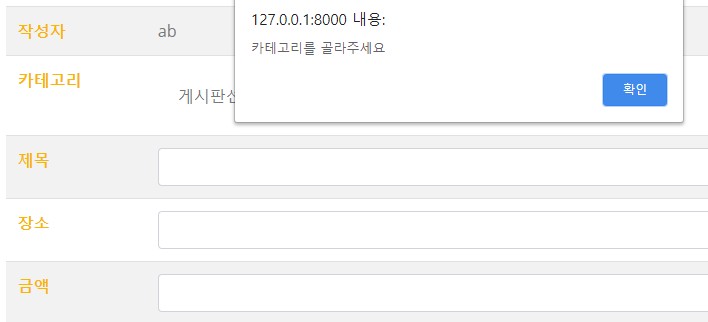 127.0.0.1:8000 내용:
카테고리를 골라주세요
확인
작성자 ab
카테고리
게시판
제목
장소
금액